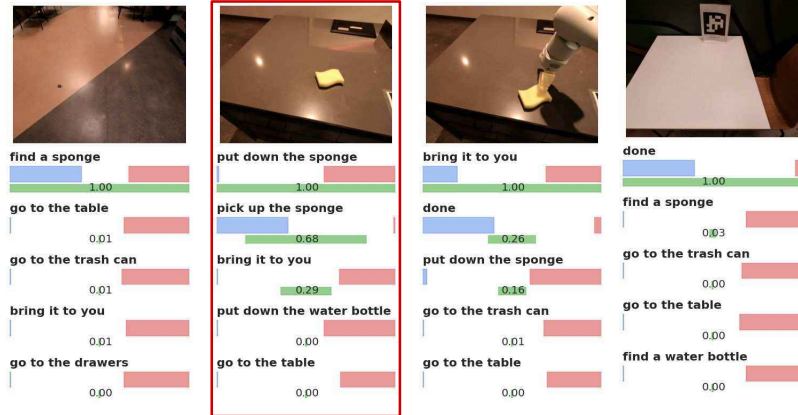 find a sponge
1.00
go to the table
0.01
go to the trash can
0.01
bring it to you
0.01
go to the drawers
0.00
put down the sponge
1.00
pick up the sponge
0.68
bring it to you
0.29
put down the water bottle
0.00
go to the table
0.00
bring it to you
1.00
done
0.26
put down the sponge
0.16
go to the trash can
0.01
go to the table
0.00
done
1.00
find a sponge
0.03
go to the trash can
0.00
go to the table
0.00
find a water bottle
0.00